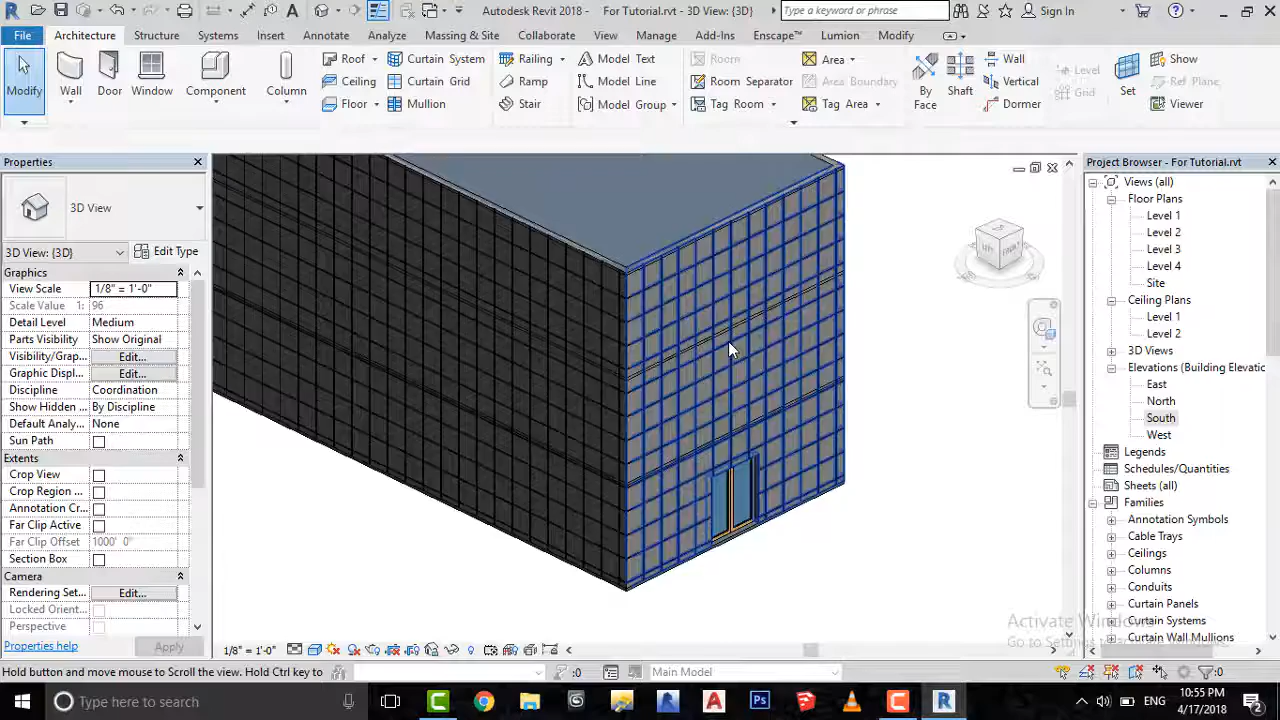 Autodesk Revit 2018 -    For Tutorial.rvt - 3D View: {3D}
Type a keyword or phrase
Sign In
File
Architecture
Structure
Systems
Insert
Annotate
Analyze
Massing & Site
Collaborate
View
Manage
Add-Ins
Enscape™
Lumion
Modify
Modify
Wall
Door
Window
Component
Column
Roof
Ceiling
Floor
Curtain System
Curtain Grid
Mullion
Railing
Ramp
Stair
Model Text
Model Line
Model Group
Room
Room Separator
Tag Room
Area
Area Boundary
Tag Area
By Face
Shaft
Wall
Vertical
Dormer
Level
Grid
Set
Show
Ref Plane
Viewer
Properties
3D View
3D View: {3D}
Edit Type
Graphics
View Scale 1/8" = 1'-0"
Scale Value  1: 96
Detail Level Medium
Parts Visibility Show Original
Visibility/Grap... Edit...
Graphic Displ... Edit...
Discipline Coordination
Show Hidden ... By Discipline
Default Analy... None
Sun Path
Extents
Crop View
Crop Region ...
Annotation Cr...
Far Clip Active
Far Clip Offset 1000'  0"
Section Box
Camera
Rendering Set... Edit...
Locked Orient...
Perspective
Properties help
Apply
FRONT
Project Browser - For Tutorial.rvt
Views (all)
Floor Plans
Level 1
Level 2
Level 3
Level 4
Site
Ceiling Plans
Level 1
Level 2
3D Views
Elevations (Building Elevatic
East
North
South
West
Legends
Schedules/Quantities
Sheets (all)
Families
Annotation Symbols
Cable Trays
Ceilings
Columns
Conduits
Curtain Panels
Curtain Systems
Curtain Wall Mullions
Activate Windows
Go to Settings to activate Windows.
1/8" = 1'-0"
Hold button and move mouse to Scroll the view. Hold Ctrl key to
:0
Main Model
:0
Type here to search
ENG
10:55 PM
4/17/2018